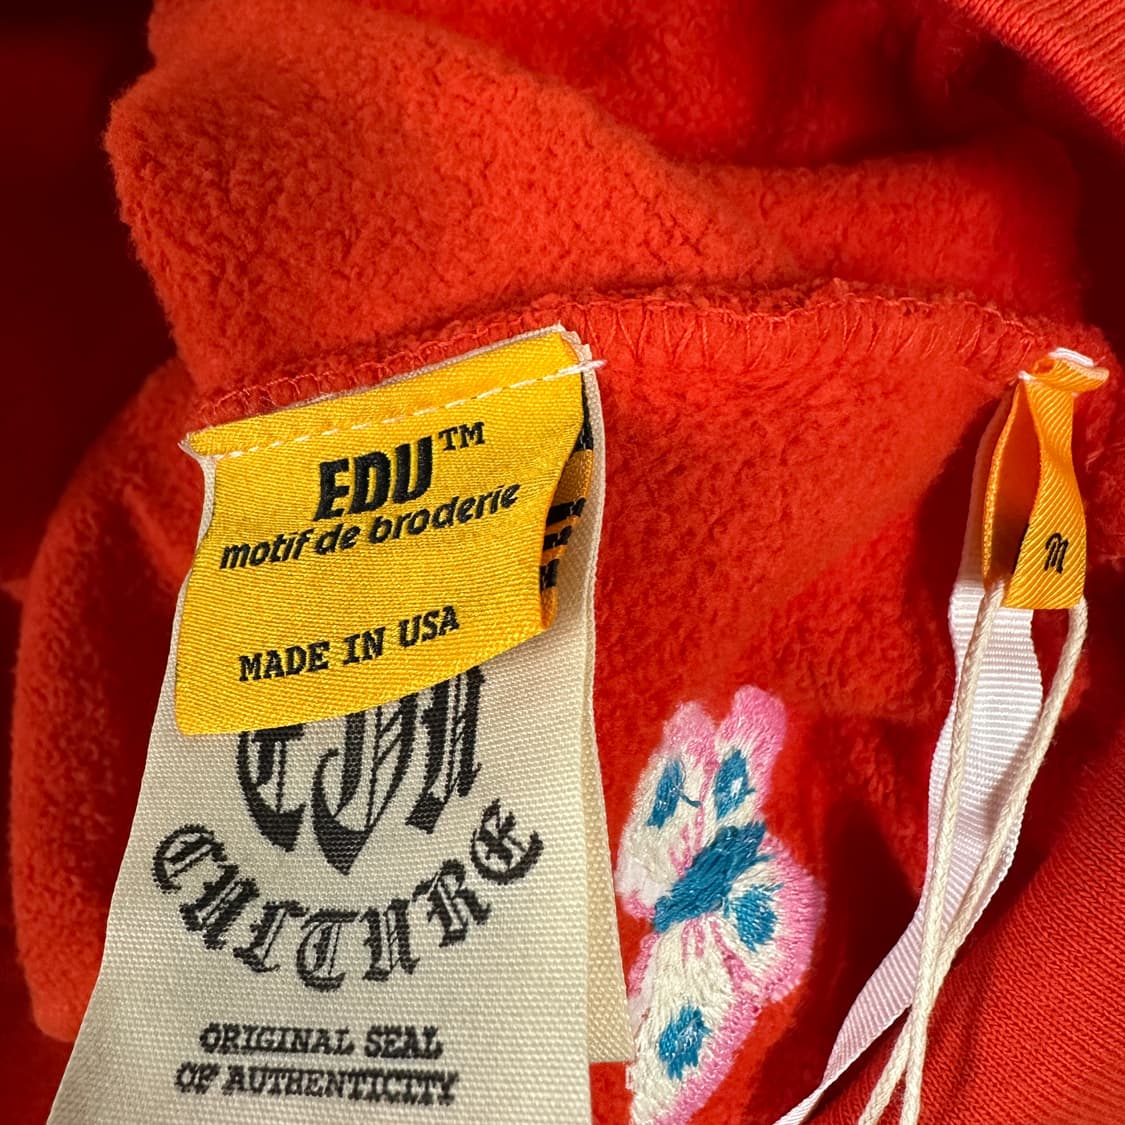 EDU™
motif de broderie
MADE IN USA
M
CULTURE
ORIGINAL SEAL
OF AUTHENTICITY